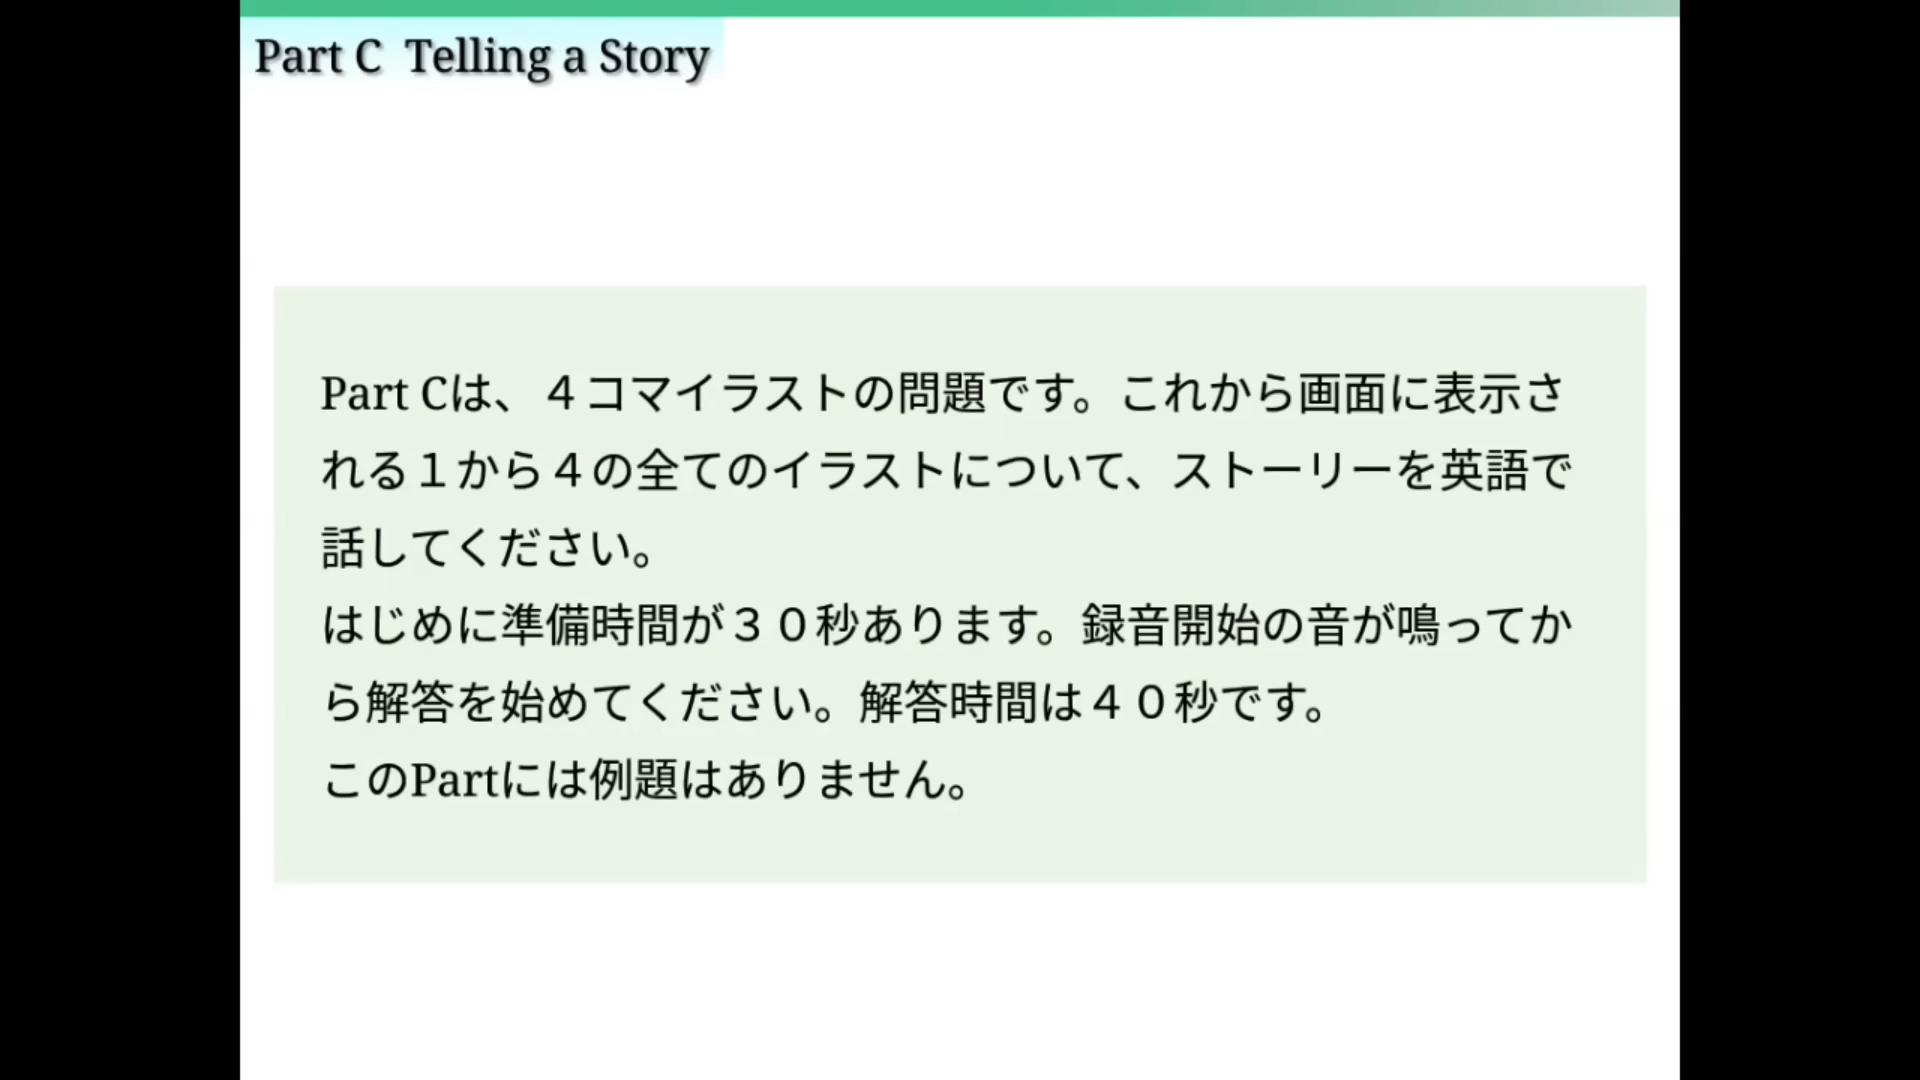 Part C  Telling a Story
Part Cは、４コマイラストの問題です。これから画面に表示さ
れる１から４の全てのイラストについて、ストーリーを英語で
話してください。
はじめに準備時間が３０秒あります。録音開始の音が鳴ってか
ら解答を始めてください。解答時間は４０秒です。
このPartには例題はありません。